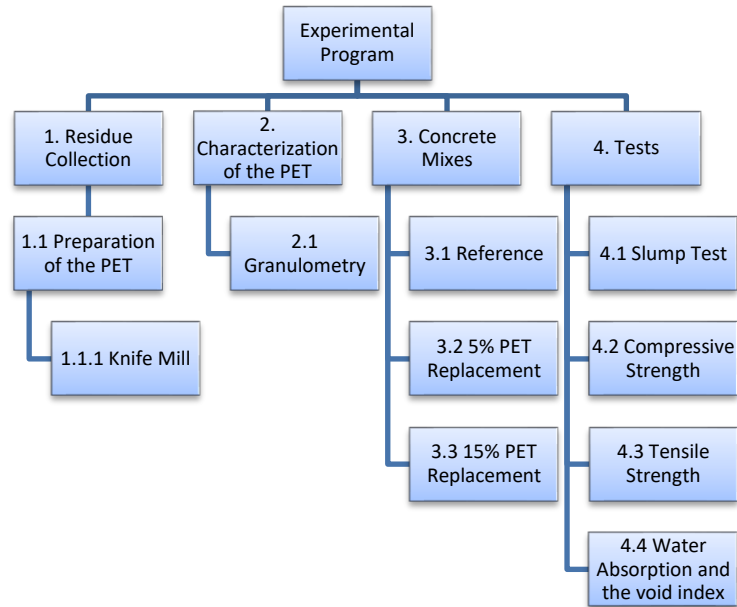 Experimental
Program
1. Residue
Collection
2.
Characterization
of the PET
3. Concrete
Mixes
4. Tests
1.1 Preparation
of the PET
2.1
Granulometry
3.1 Reference
4.1 Slump Test
1.1.1 Knife Mill
3.2 5% PET
Replacement
4.2 Compressive
Strength
3.3 15% PET
Replacement
4.3 Tensile
Strength
4.4 Water
Absorption and
the void index